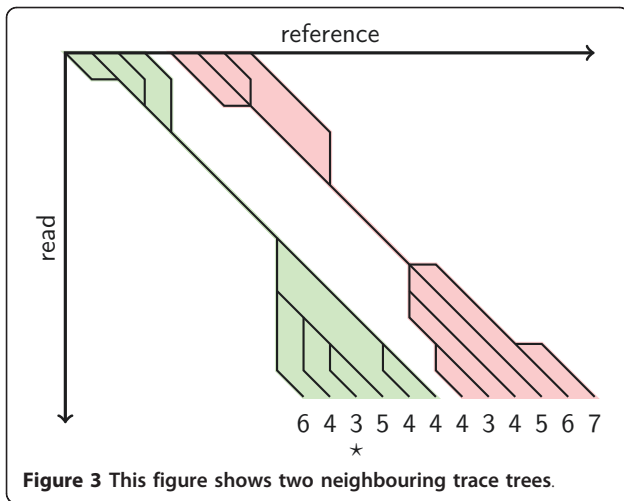 reference
read
6 4 3 5 4 4 4 3 4 5 6 7
⋆
Figure 3 This figure shows two neighbouring trace trees.